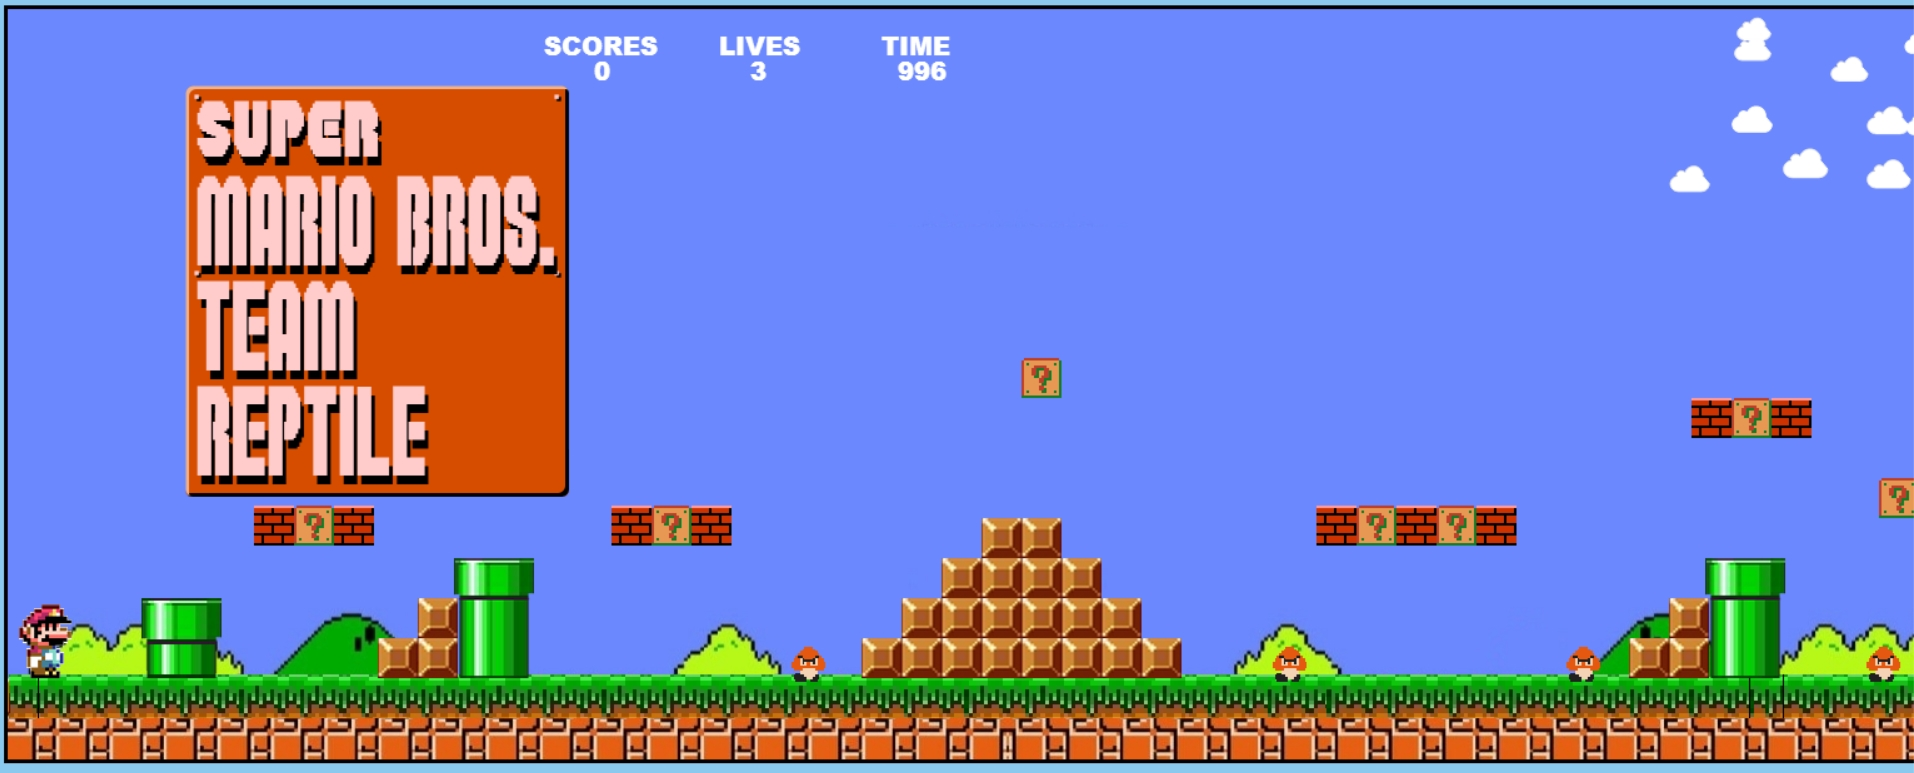 SCORES LIVES TIME
0 3 996
SUPER
MARIO BROS.
TEAM
REPTILE
?
?
?
? ?
?
?